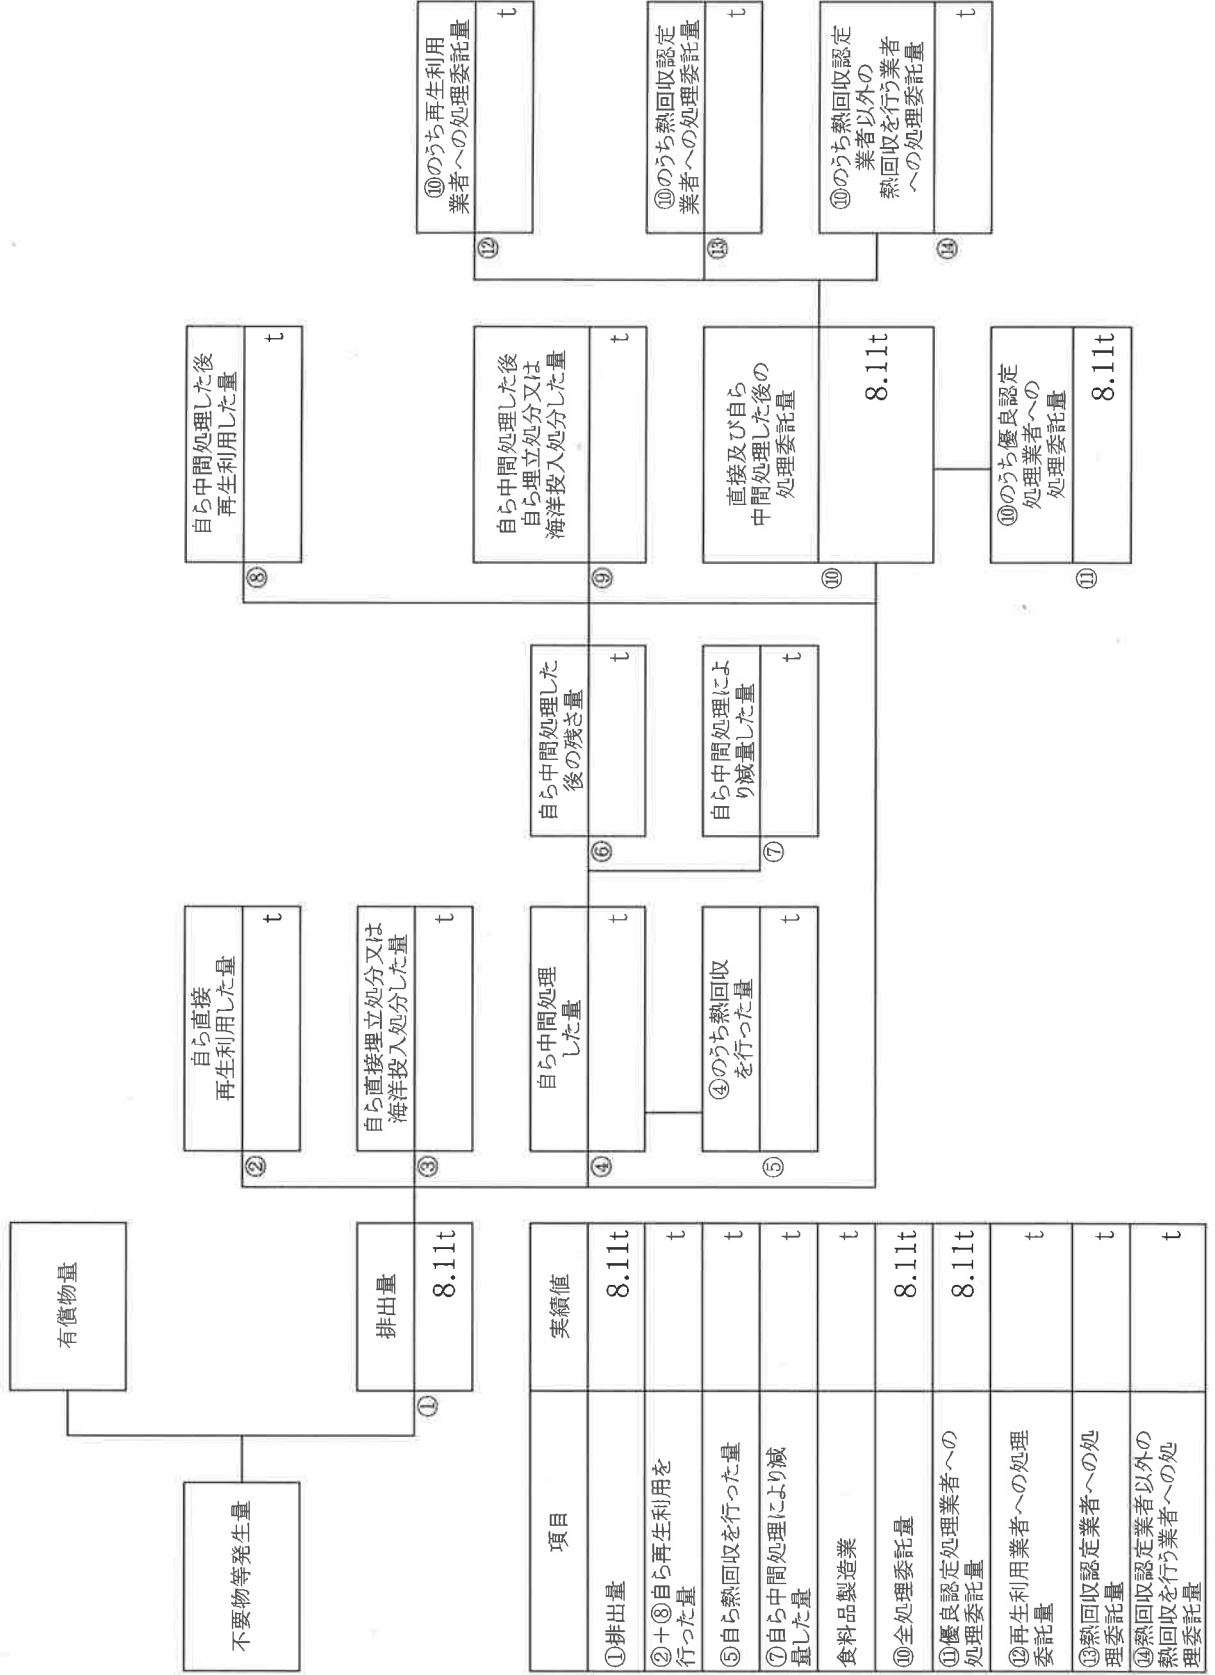 不要物等発生量
有償物量
①
排出量
8.11t
②
自ら直接
再生利用した量
t
③
自ら直接埋立処分又は
海洋投入処分した量
t
④
自ら中間処理
した量
t
⑤
④のうち熱回収
を行った量
t
⑥
自ら中間処理した
後の残さ量
t
⑦
自ら中間処理によ
り減量した量
t
⑧
自ら中間処理した後
再生利用した量
t
⑨
自ら中間処理した後
自ら埋立処分又は
海洋投入処分した量
t
⑩
直接及び自ら
中間処理した後の
処理委託量
8.11t
⑪
⑩のうち優良認定
処理業者への
処理委託量
8.11t
⑫
⑩のうち再生利用
業者への処理委託量
t
⑬
⑩のうち熱回収認定
業者への処理委託量
t
⑭
⑩のうち熱回収認定
業者以外の
熱回収を行う業者
への処理委託量
t
項目
実績値
①排出量
8.11t
②+⑧自ら再生利用を
行った量
t
⑤自ら熱回収を行った量
t
⑦自ら中間処理により減
量した量
t
食料品製造業
t
⑩全処理委託量
8.11t
⑪優良認定処理業者への
処理委託量
8.11t
⑫再生利用業者への処理
委託量
t
⑬熱回収認定業者への処
理委託量
t
⑭熱回収認定業者以外の
熱回収を行う業者への処
理委託量
t